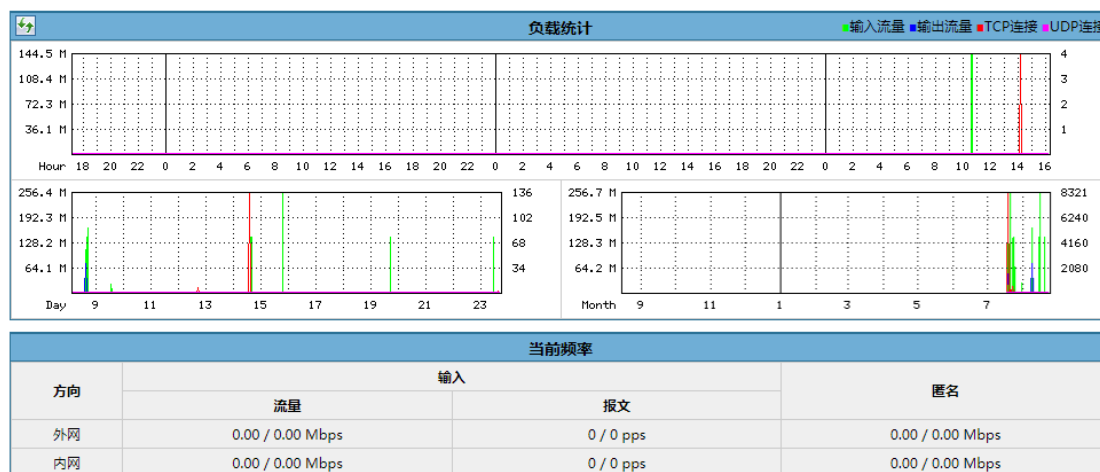 负载统计
输入流量 输出流量 TCP连接 UDP连接
144.5 M 4
108.4 M 3
72.3 M 2
36.1 M 1
Hour 18 20 22 0 2 4 6 8 10 12 14 16 18 20 22 0 2 4 6 8 10 12 14 16 18 20 22 0 2 4 6 8 10 12 14 16
256.4 M 136
192.3 M 102
128.2 M 68
64.1 M 34
Day 9 11 13 15 17 19 21 23
256.7 M 8321
192.5 M 6240
128.3 M 4160
64.2 M 2080
Month 9 11 1 3 5 7
当前频率
方向 输入 匿名
流量 报文
外网 0.00 / 0.00 Mbps 0 / 0 pps 0.00 / 0.00 Mbps
内网 0.00 / 0.00 Mbps 0 / 0 pps 0.00 / 0.00 Mbps